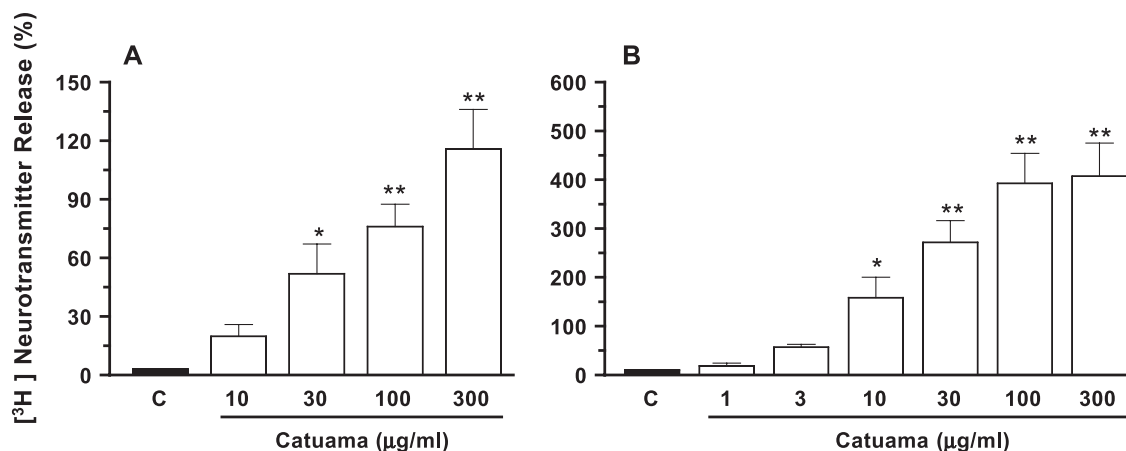 [³H ] Neurotransmitter Release (%)
A
150
120
90
60
30
0
**
**
*
C 10 30 100 300
Catuama (µg/ml)
B
600
500
400
300
200
100
0
**
**
**
*
C 1 3 10 30 100 300
Catuama (µg/ml)